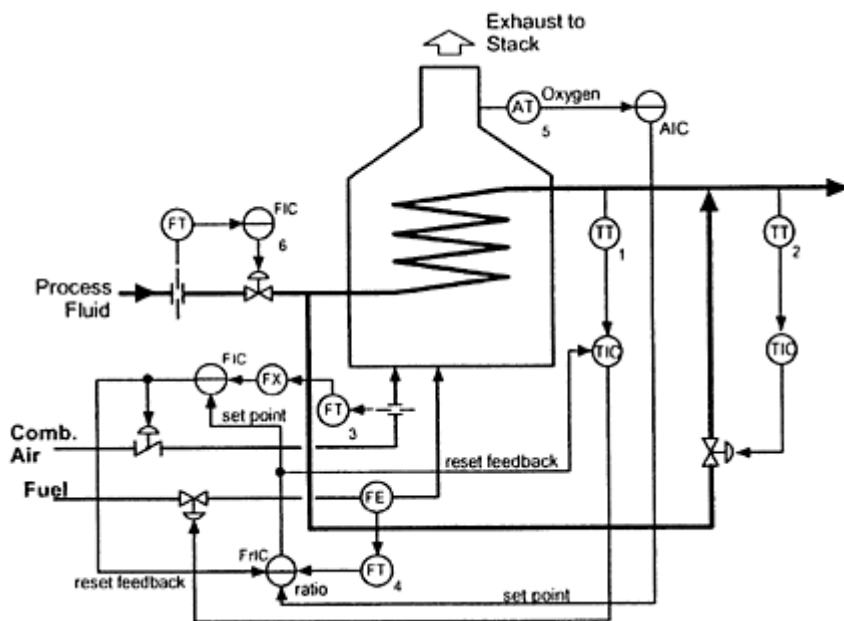 Exhaust to
Stack
AT
Oxygen
5
AIC
FT
FIC
6
TT
1
TT
2
Process
Fluid
TIC
TIC
FIC
FX
FT
3
set point
Comb.
Air
reset feedback
Fuel
FE
FrIC
FT
4
reset feedback
ratio
set point